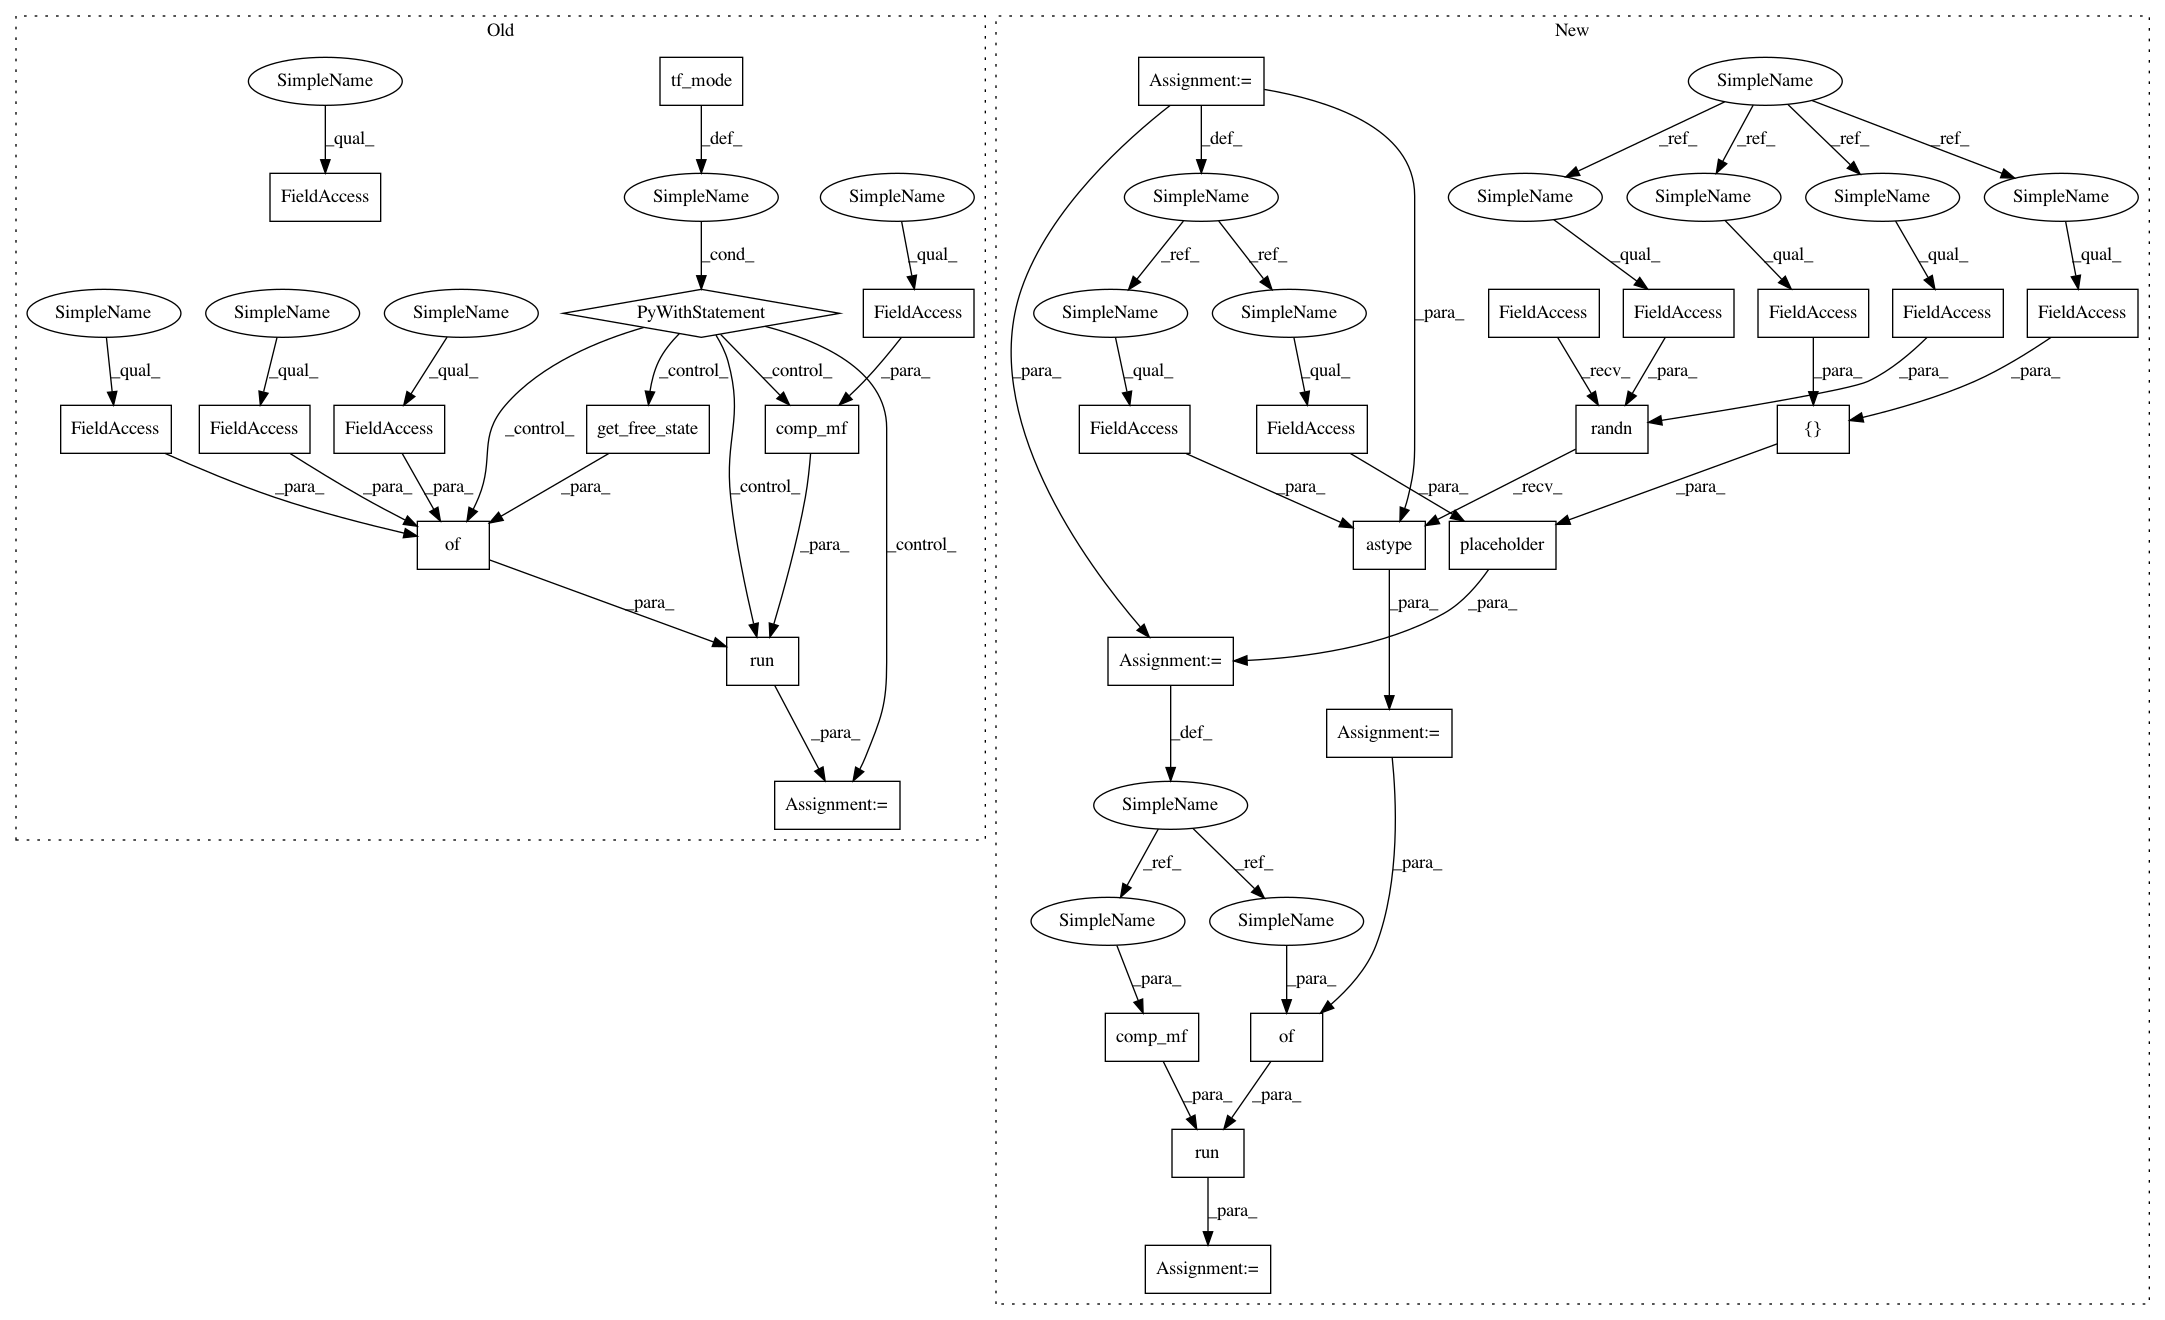 Old
New
SimpleName
tf_mode
_qual_
_def_
FieldAccess
SimpleName
SimpleName
_cond_
_qual_
SimpleName
SimpleName
SimpleName
PyWithStatement
FieldAccess
_qual_
_qual_
_qual_
_control_
_control_
_para_
FieldAccess
FieldAccess
FieldAccess
_control_
get_free_state
comp_mf
_para_
_para_
_para_
_para_
_control_
_para_
_control_
of
_para_
run
_para_
Assignment:=
Assignment:=
SimpleName
_def_
_ref_
_ref_
_ref_
_ref_
SimpleName
SimpleName
SimpleName
SimpleName
SimpleName
_ref_
_ref_
_para_
_qual_
_qual_
_qual_
_qual_
SimpleName
SimpleName
FieldAccess
FieldAccess
FieldAccess
FieldAccess
FieldAccess
_para_
_qual_
_qual_
_recv_
_para_
_para_
_para_
_para_
FieldAccess
FieldAccess
randn
{}
_para_
_para_
_recv_
_para_
astype
placeholder
_para_
_para_
Assignment:=
Assignment:=
_def_
SimpleName
_ref_
_ref_
_para_
SimpleName
SimpleName
_para_
_para_
comp_mf
of
_para_
_para_
run
_para_
Assignment:=